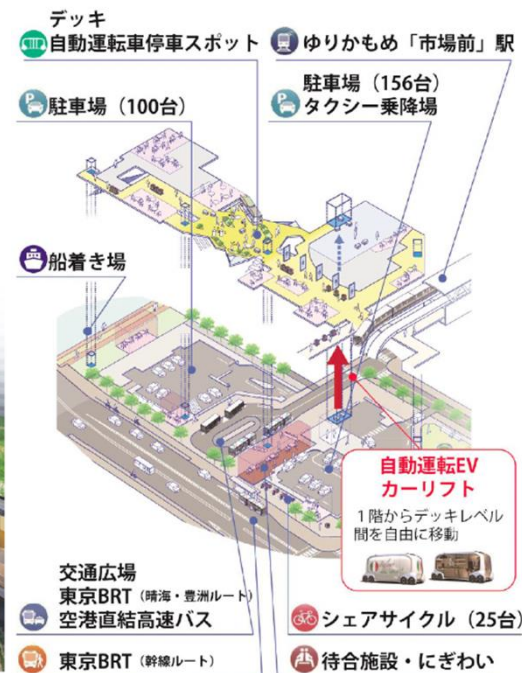 デッキ
自動運転車停車スポット
ゆりかもめ「市場前」駅
駐車場（100台）
駐車場（156台）
タクシー乗降場
船着き場
自動運転EV
カーリフト
１階からデッキレベル
間を自由に移動
交通広場
東京BRT（晴海・豊洲ルート）
空港直結高速バス
シェアサイクル（25台）
東京BRT（幹線ルート）
待合施設・にぎわい